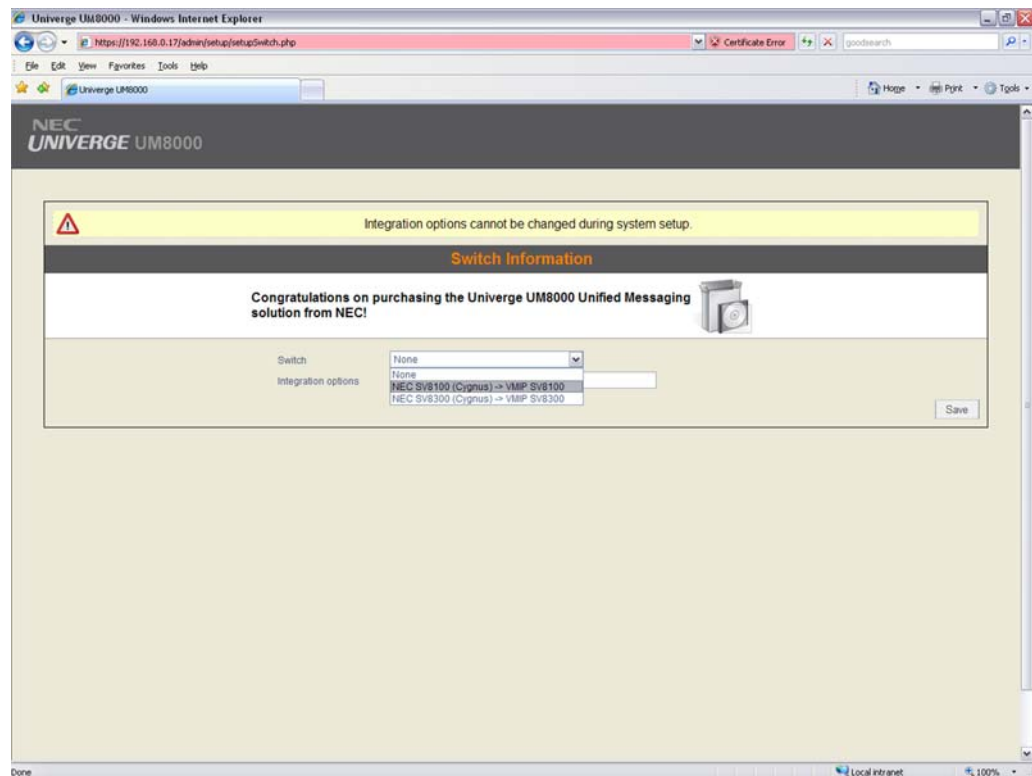 Univerge UM8000 - Windows Internet Explorer
https://192.168.0.17/admin/setup/setupSwitch.php
Certificate Error
goodsearch
File Edit View Favorites Tools Help
Univerge UM8000
Home Print Tools
NEC
UNIVERGE UM8000
Integration options cannot be changed during system setup.
Switch Information
Congratulations on purchasing the Univerge UM8000 Unified Messaging
solution from NEC!
Switch None
None
Integration options
NEC SV8100 (Cygnus) -> VMIP SV8100
NEC SV8300 (Cygnus) -> VMIP SV8300
Save
Done
Local intranet
100%